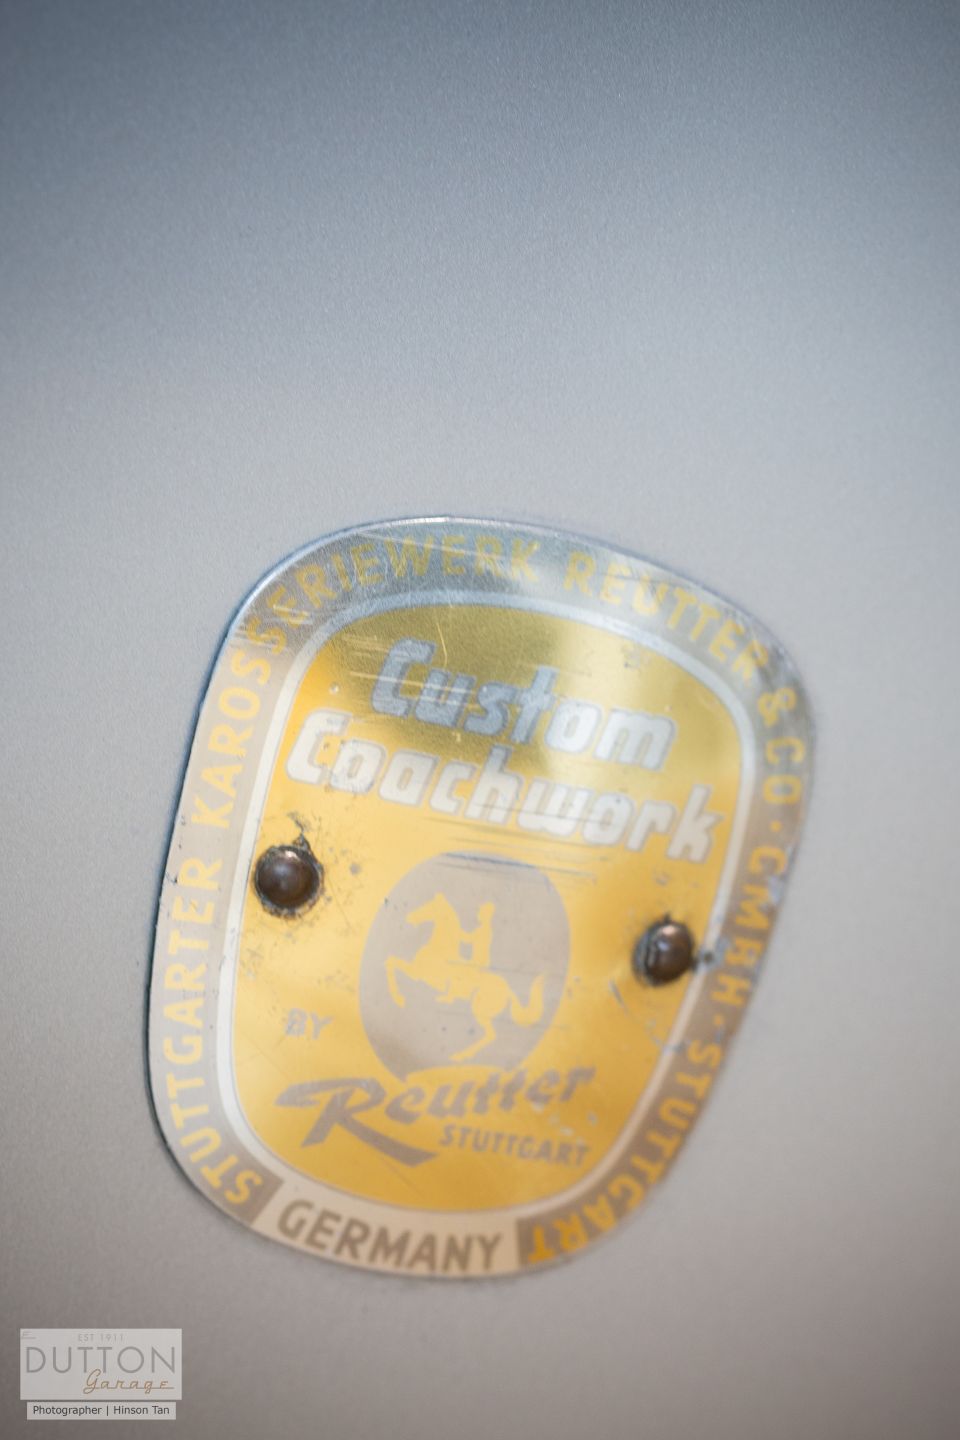 STUTTGARTER KAROSSERIEWERK REUTTER & CO · GMBH · STUTTGART
Custom
Coachwork
BY
Reutter
STUTTGART
GERMANY
EST 1911
DUTTON
Garage
Photographer | Hinson Tan